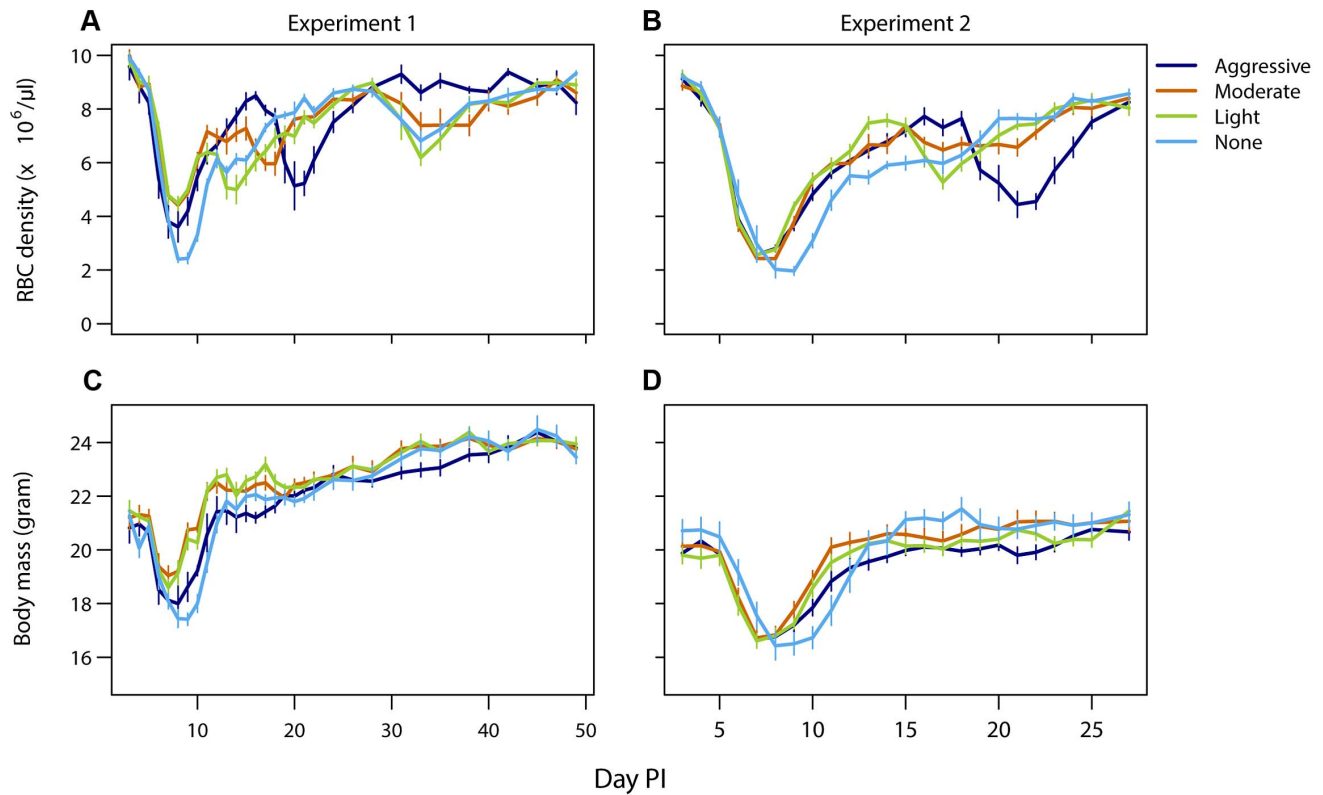 A
Experiment 1
B
Experiment 2
RBC density (x 10⁶/µl)
10
8
6
4
2
0
Aggressive
Moderate
Light
None
C
D
Body mass (gram)
24
22
20
18
16
10 20 30 40 50
5 10 15 20 25
Day PI